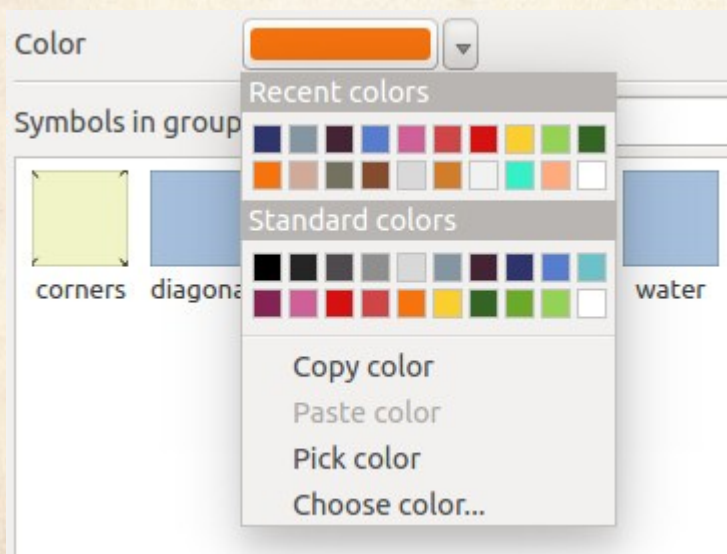 Color
Recent colors
Symbols in group
Standard colors
corners
water
Copy color
Paste color
Pick color
Choose color...